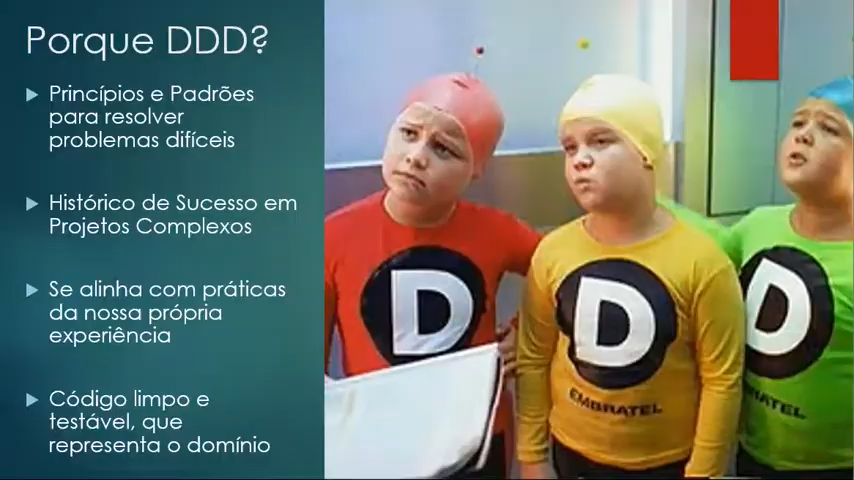 Porque DDD?
Princípios e Padrões
para resolver
problemas difíceis
Histórico de Sucesso em
Projetos Complexos
Se alinha com práticas
da nossa própria
experiência
Código limpo e
testável, que
representa o domínio
D
D
D
EMBRATEL